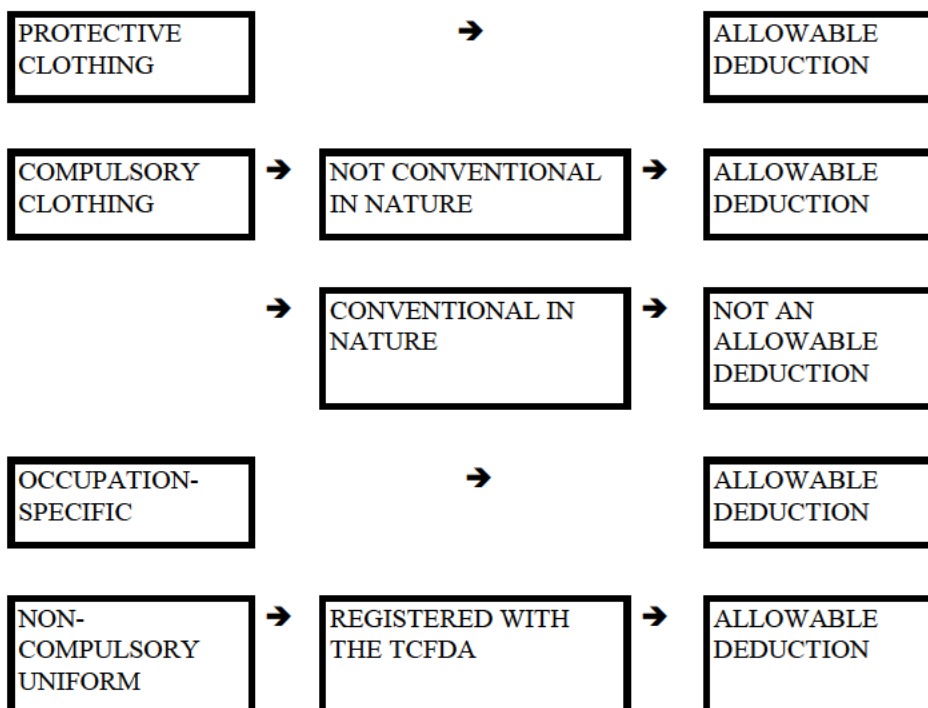 PROTECTIVE
CLOTHING
➔
ALLOWABLE
DEDUCTION
COMPULSORY
CLOTHING
➔
NOT CONVENTIONAL
IN NATURE
➔
ALLOWABLE
DEDUCTION
➔
CONVENTIONAL IN
NATURE
➔
NOT AN
ALLOWABLE
DEDUCTION
OCCUPATION-
SPECIFIC
➔
ALLOWABLE
DEDUCTION
NON-
COMPULSORY
UNIFORM
➔
REGISTERED WITH
THE TCFDA
➔
ALLOWABLE
DEDUCTION